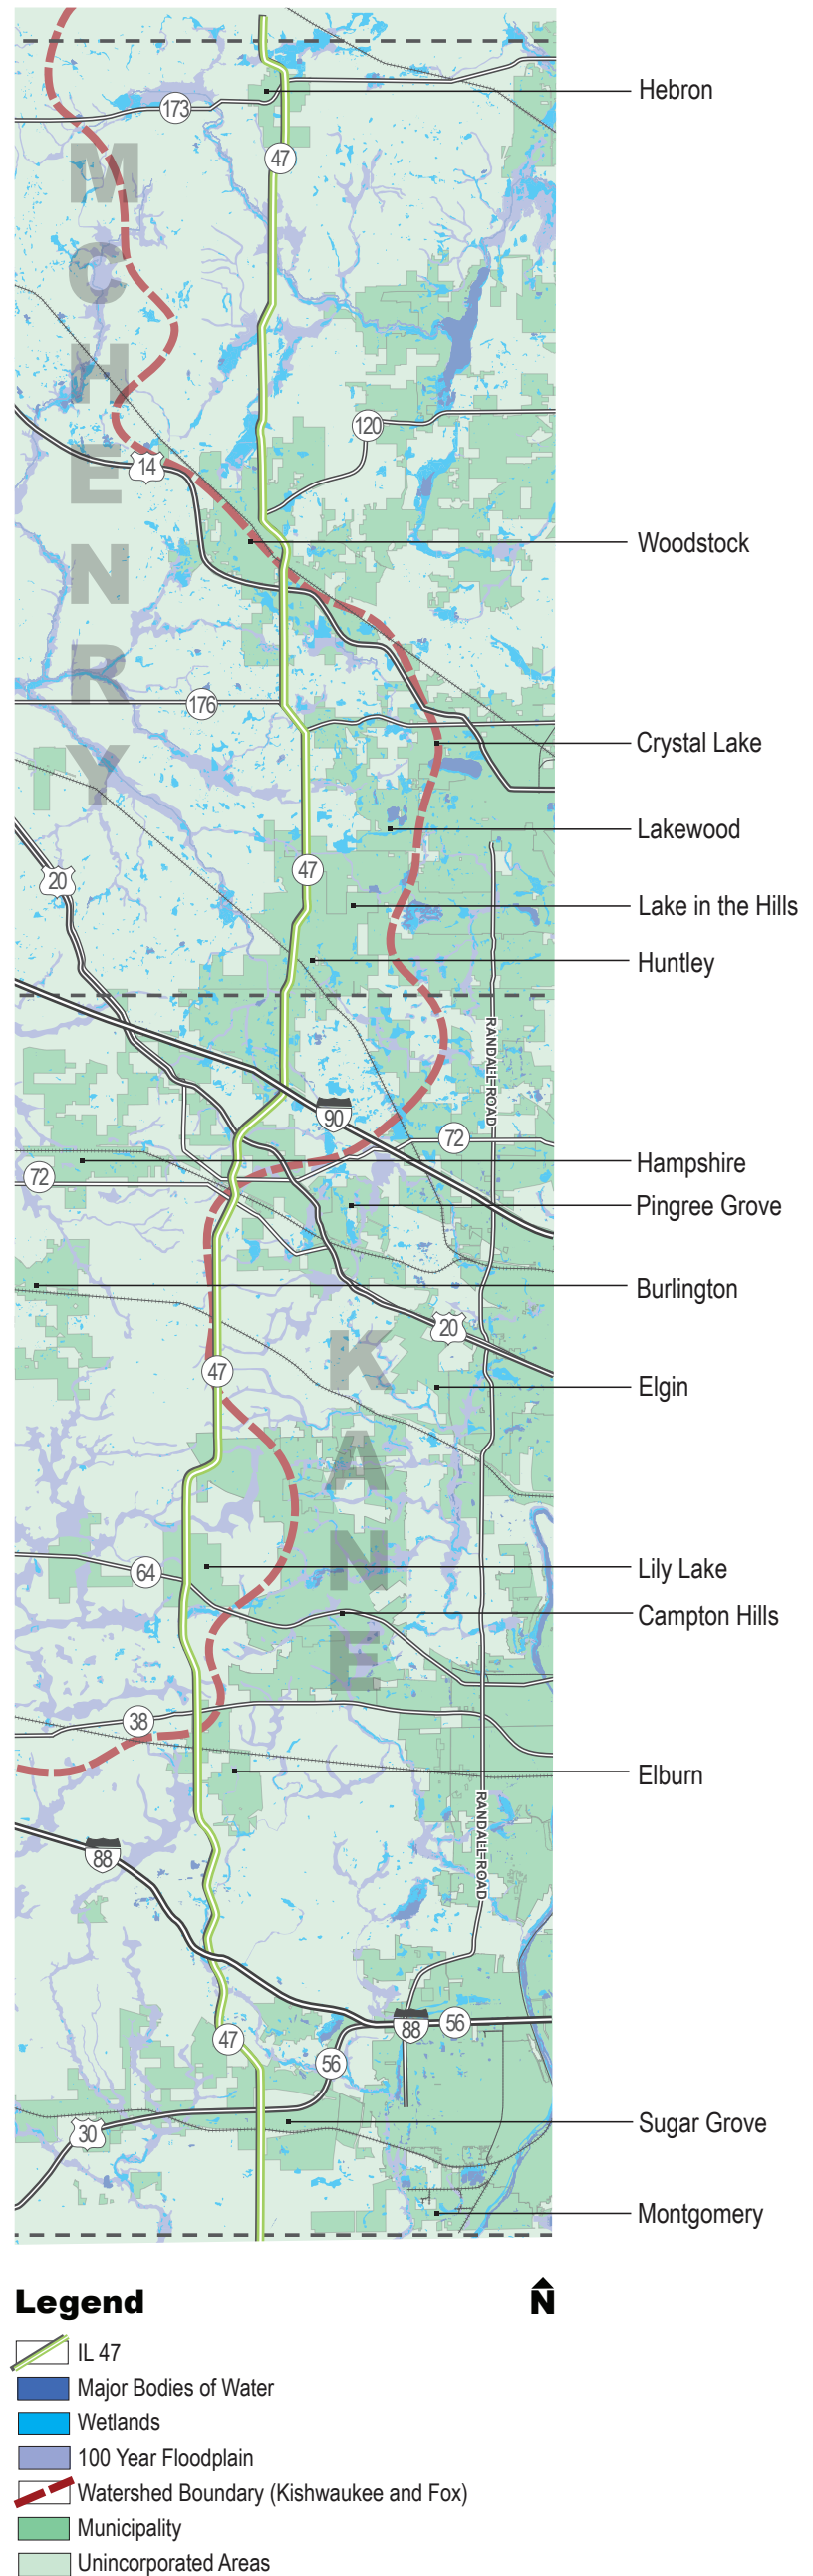 Hebron
173
47
MCHENRY
120
14
Woodstock
176
Crystal Lake
Lakewood
47
20
Lake in the Hills
Huntley
RANDALL ROAD
90
72
Hampshire
72
Pingree Grove
Burlington
20
47
KANE
Elgin
64
Lily Lake
Campton Hills
38
Elburn
RANDALL ROAD
88
88
56
47
56
Sugar Grove
30
Montgomery
Legend
N
IL 47
Major Bodies of Water
Wetlands
100 Year Floodplain
Watershed Boundary (Kishwaukee and Fox)
Municipality
Unincorporated Areas